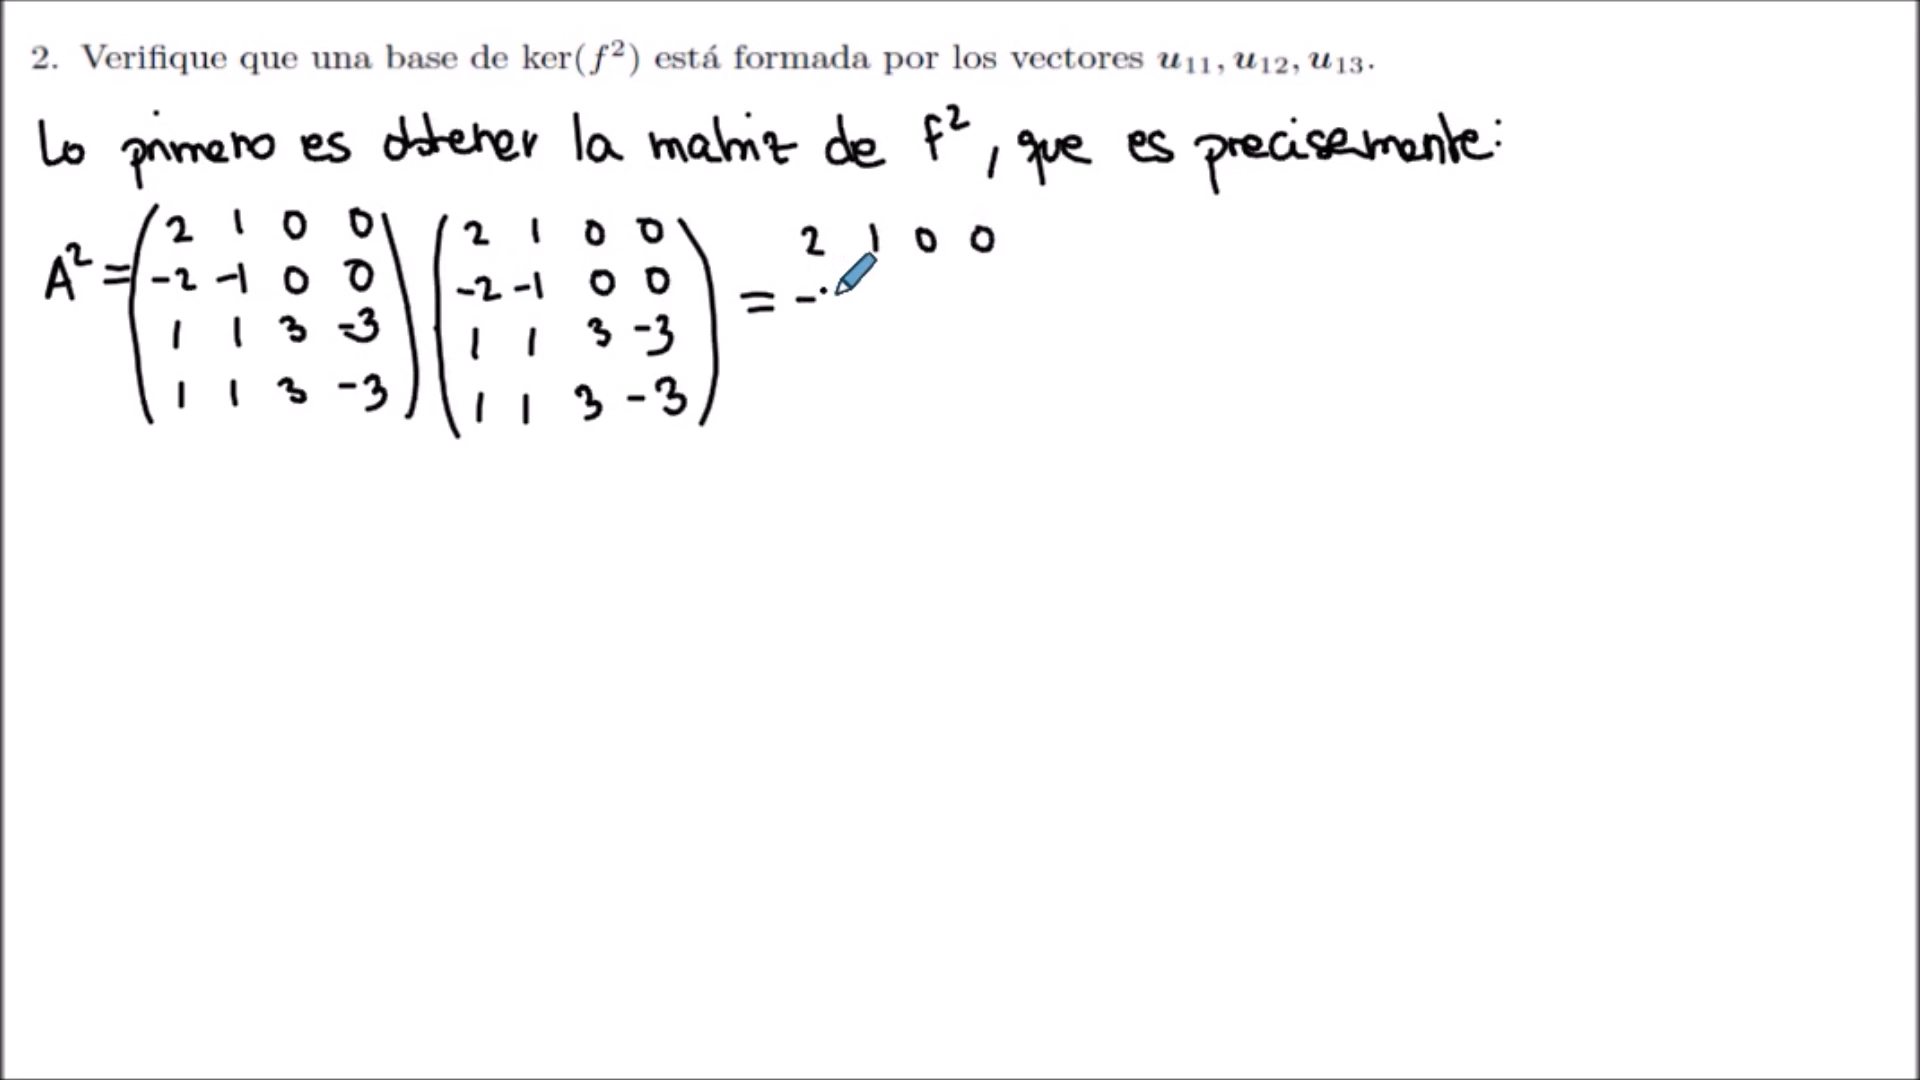 2. Verifique que una base de ker(f²) está formada por los vectores u₁₁, u₁₂, u₁₃.
Lo primero es obtener la matriz de f², que es precisamente:
A² = (2 1 0 0) (2 1 0 0) = 2 1 0 0
-2 -1 0 0 -2 -1 0 0 -
1 1 3 -3 1 1 3 -3
1 1 3 -3 1 1 3 -3